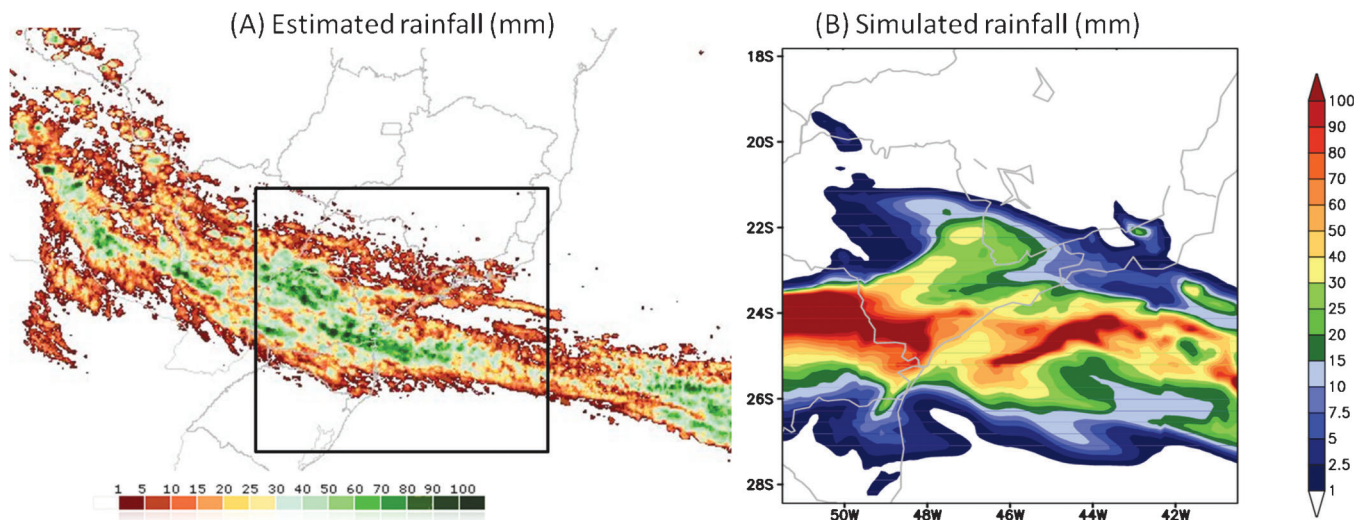 (A) Estimated rainfall (mm)
(B) Simulated rainfall (mm)
18S
20S
22S
24S
26S
28S
50W 48W 46W 44W 42W
100
90
80
70
60
50
40
30
25
20
15
10
7.5
5
2.5
1
1 5 10 15 20 25 30 40 50 60 70 80 90 100